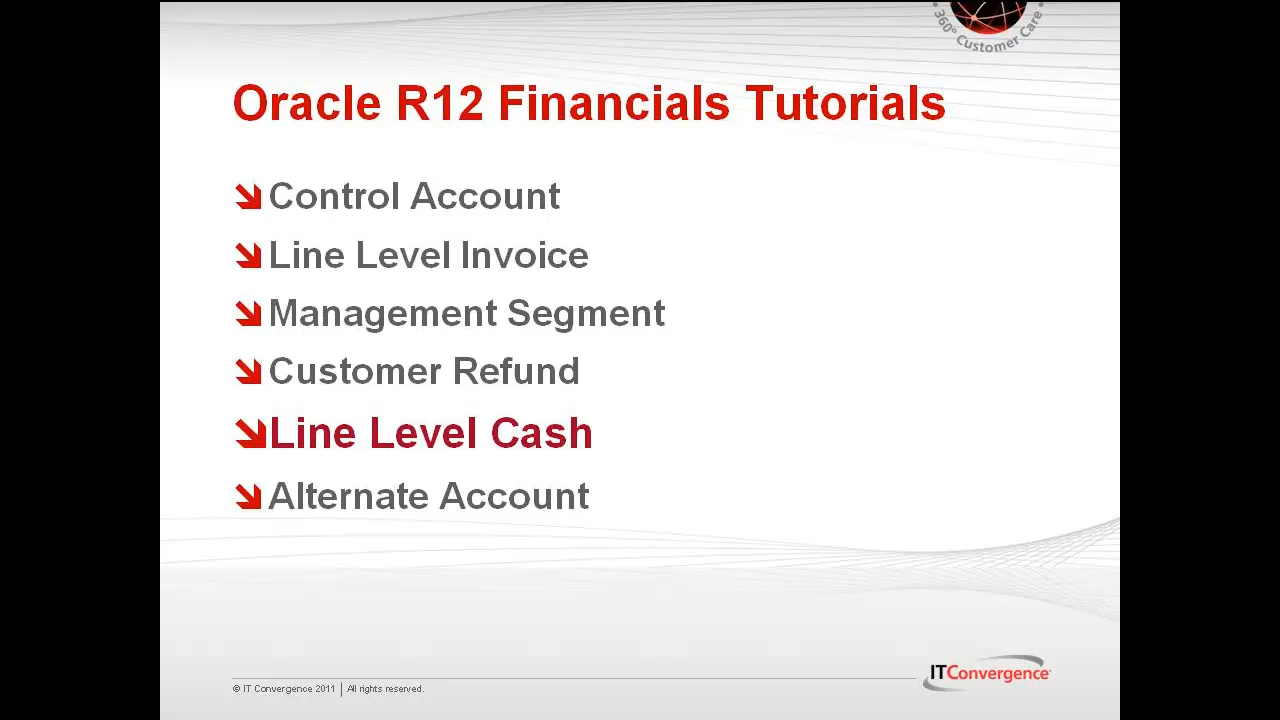 360° Customer Care
Oracle R12 Financials Tutorials
Control Account
Line Level Invoice
Management Segment
Customer Refund
Line Level Cash
Alternate Account
© IT Convergence 2011 | All rights reserved.
ITConvergence